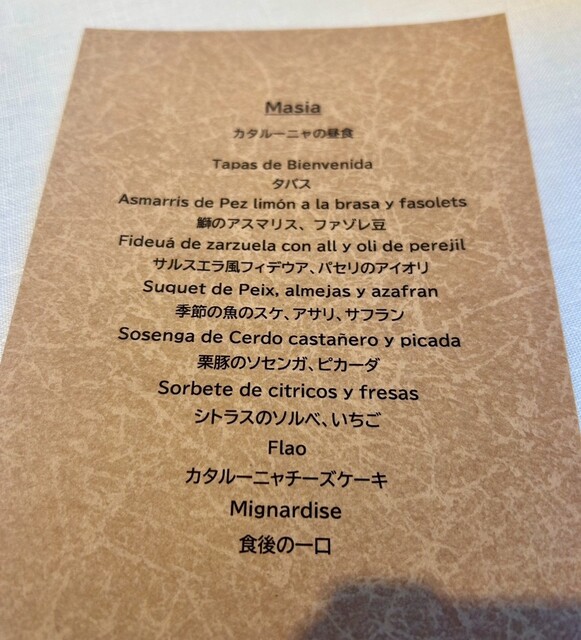 Masia
カタルーニャの昼食
Tapas de Bienvenida
タパス
Asmarris de Pez limón a la brasa y fasolets
鰤のアスマリス、ファゾレ豆
Fideuá de zarzuela con all y oli de perejil
サルスエラ風フィデウア、パセリのアイオリ
Suquet de Peix, almejas y azafran
季節の魚のスケ、アサリ、サフラン
Sosenga de Cerdo castañero y picada
栗豚のソセンガ、ピカーダ
Sorbete de citricos y fresas
シトラスのソルベ、いちご
Flao
カタルーニャチーズケーキ
Mignardise
食後の一口